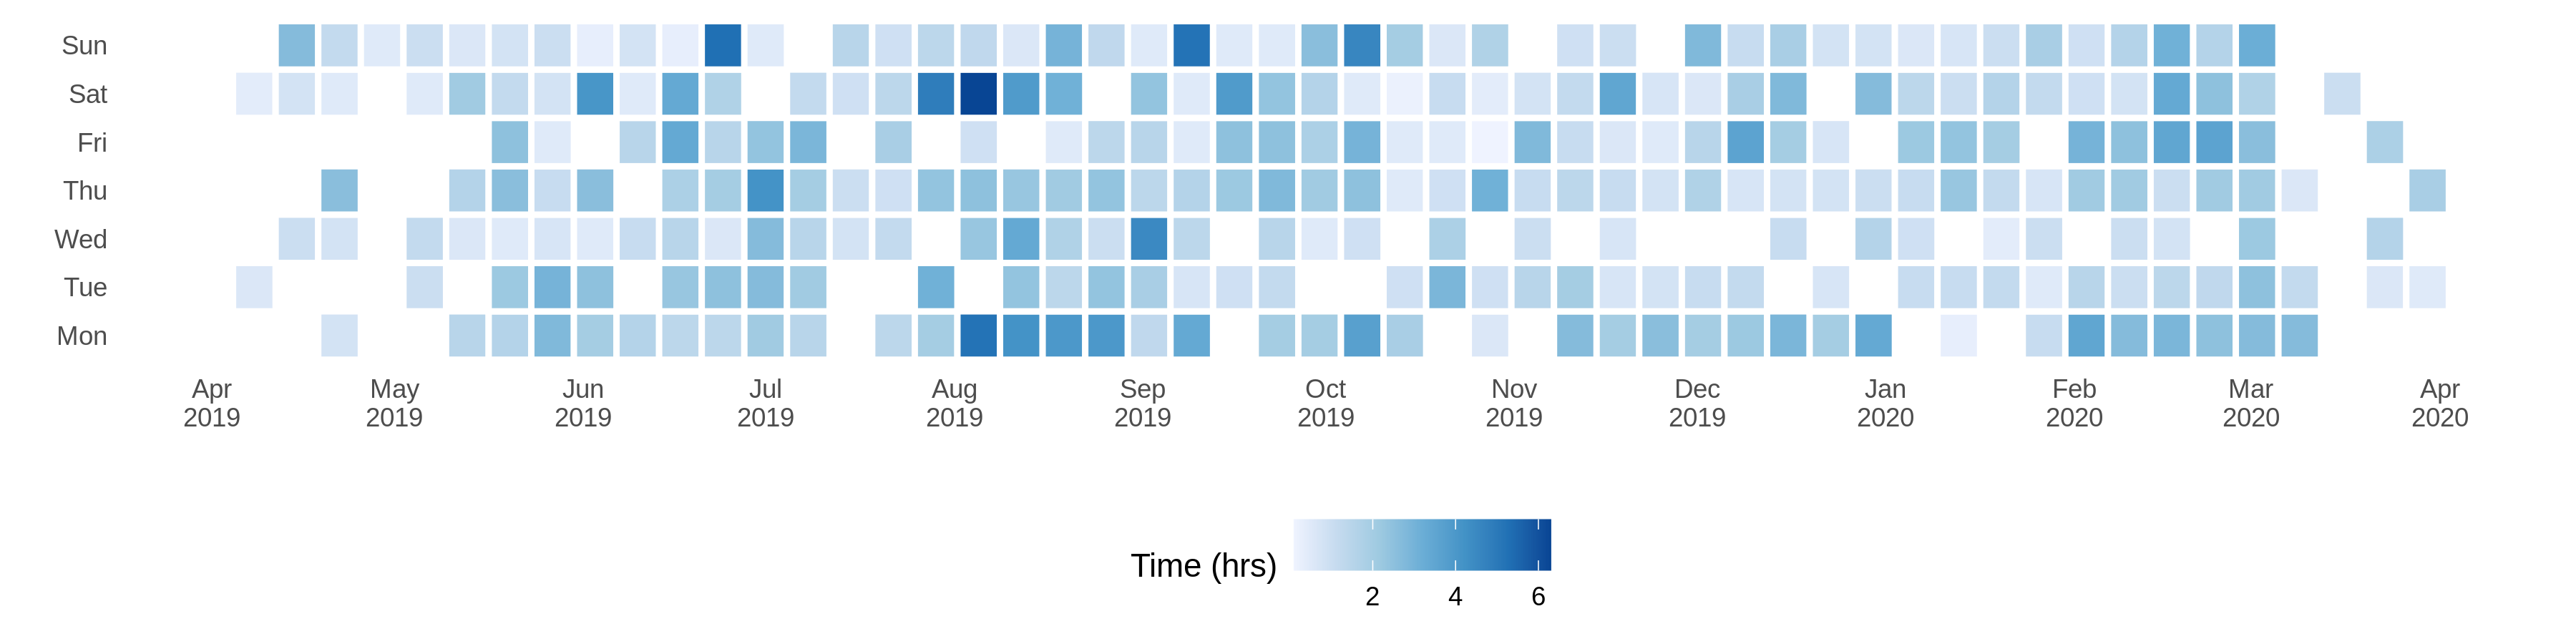 Sun
Sat
Fri
Thu
Wed
Tue
Mon
Apr May Jun Jul Aug Sep Oct Nov Dec Jan Feb Mar Apr
2019 2019 2019 2019 2019 2019 2019 2019 2019 2020 2020 2020 2020
Time (hrs)
2 4 6